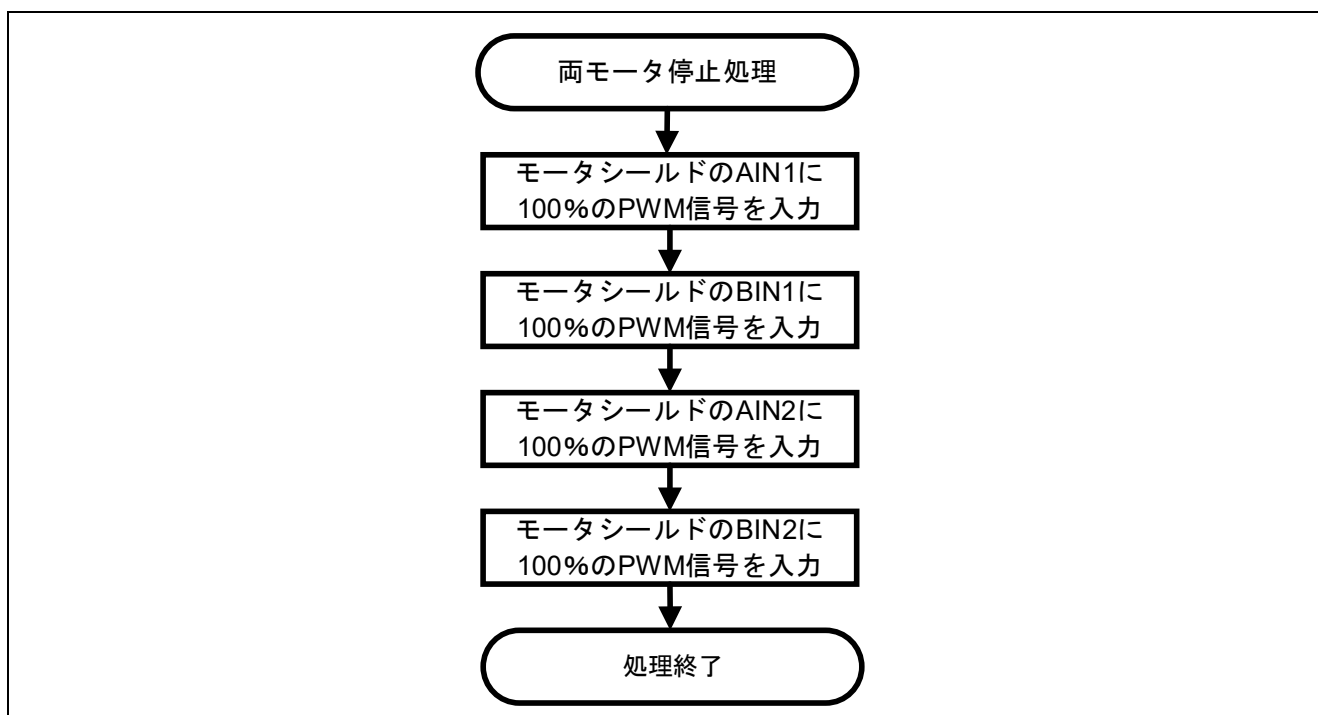 両モータ停止処理
モータシールドのAIN1に
100%のPWM信号を入力
モータシールドのBIN1に
100%のPWM信号を入力
モータシールドのAIN2に
100%のPWM信号を入力
モータシールドのBIN2に
100%のPWM信号を入力
処理終了